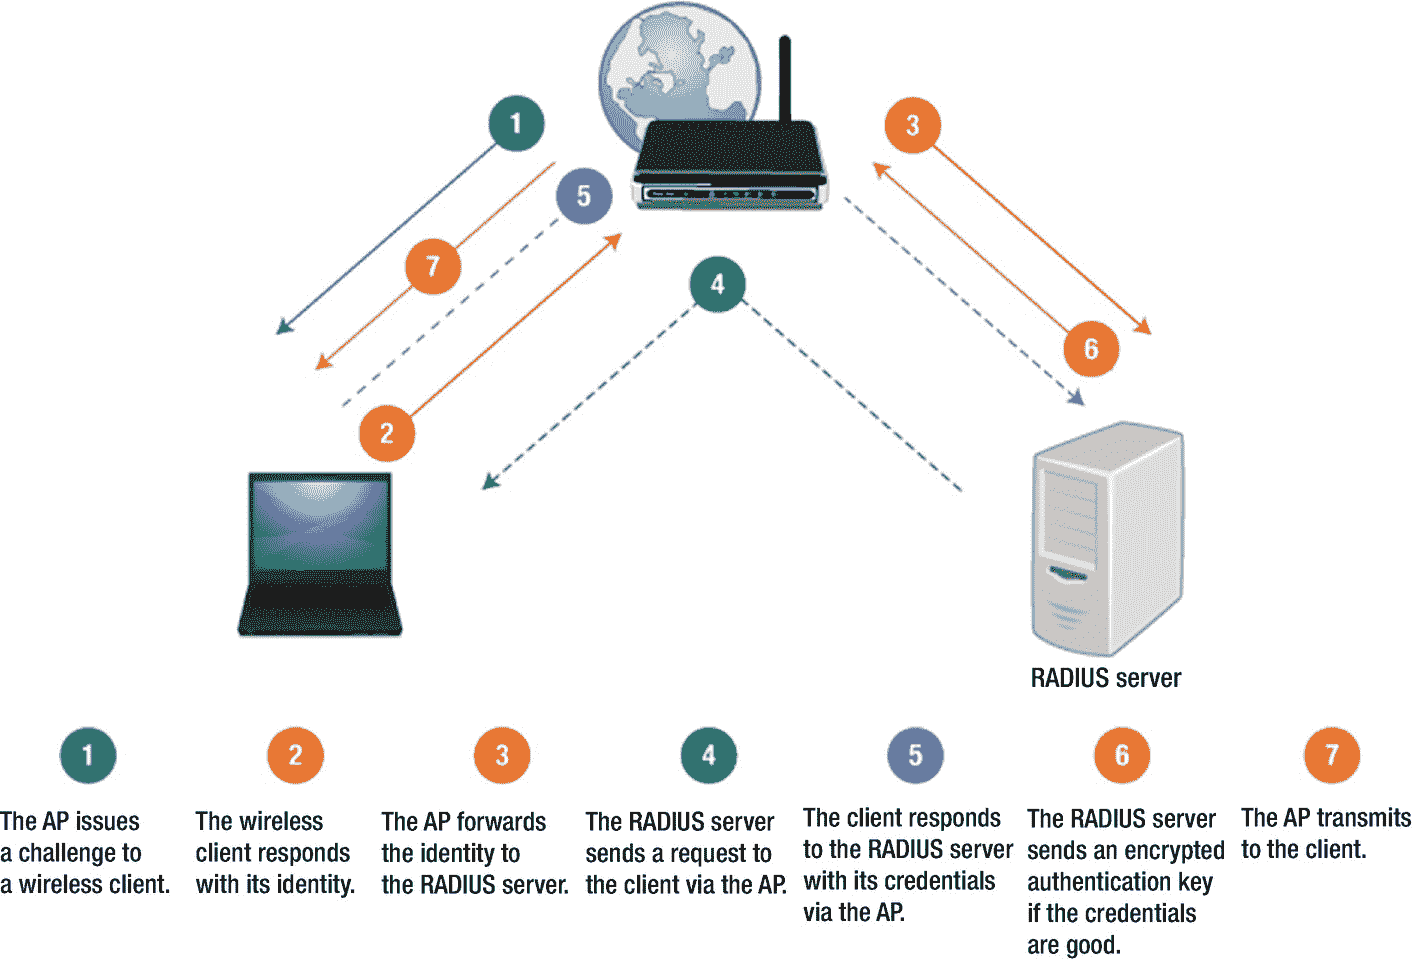 1
3
5
7
4
6
2
RADIUS server
1
The AP issues
a challenge to
a wireless client.
2
The wireless
client responds
with its identity.
3
The AP forwards
the identity to
the RADIUS server.
4
The RADIUS server
sends a request to
the client via the AP.
5
The client responds
to the RADIUS server
with its credentials
via the AP.
6
The RADIUS server
sends an encrypted
authentication key
if the credentials
are good.
7
The AP transmits
to the client.